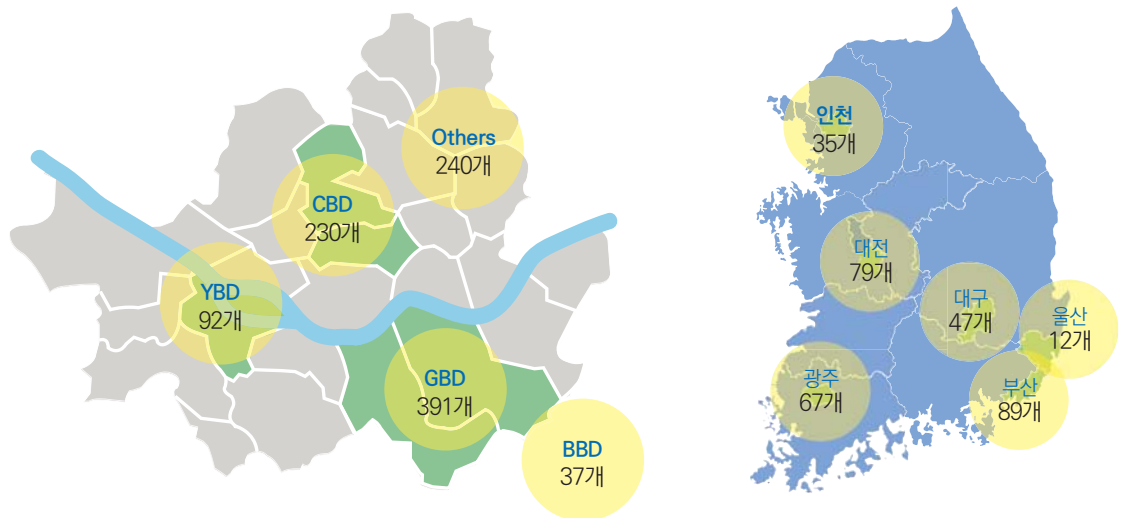 Others
240개
CBD
230개
YBD
92개
GBD
391개
BBD
37개
인천
35개
대전
79개
대구
47개
울산
12개
광주
67개
부산
89개